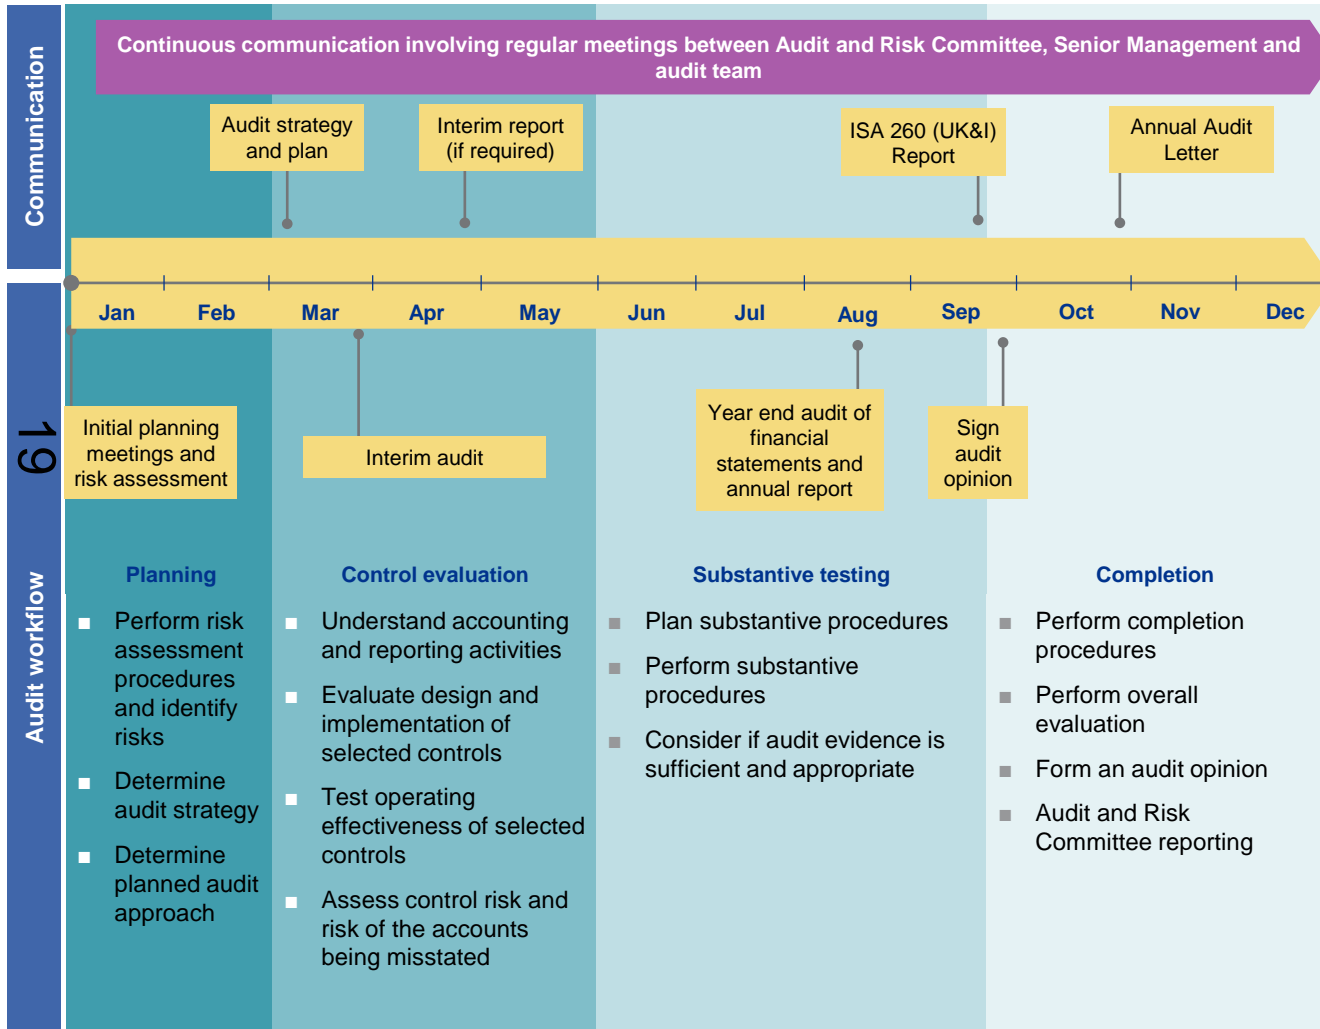 Communication
Continuous communication involving regular meetings between Audit and Risk Committee, Senior Management and
audit team
Audit strategy
and plan
Interim report
(if required)
ISA 260 (UK&I)
Report
Annual Audit
Letter
Jan Feb Mar Apr May Jun Jul Aug Sep Oct Nov Dec
Initial planning
meetings and
risk assessment
Interim audit
Year end audit of
financial
statements and
annual report
Sign
audit
opinion
19
Audit workflow
Planning
■ Perform risk
assessment
procedures
and identify
risks
■ Determine
audit strategy
■ Determine
planned audit
approach
Control evaluation
■ Understand accounting
and reporting activities
■ Evaluate design and
implementation of
selected controls
■ Test operating
effectiveness of selected
controls
■ Assess control risk and
risk of the accounts
being misstated
Substantive testing
■ Plan substantive procedures
■ Perform substantive
procedures
■ Consider if audit evidence is
sufficient and appropriate
Completion
■ Perform completion
procedures
■ Perform overall
evaluation
■ Form an audit opinion
■ Audit and Risk
Committee reporting